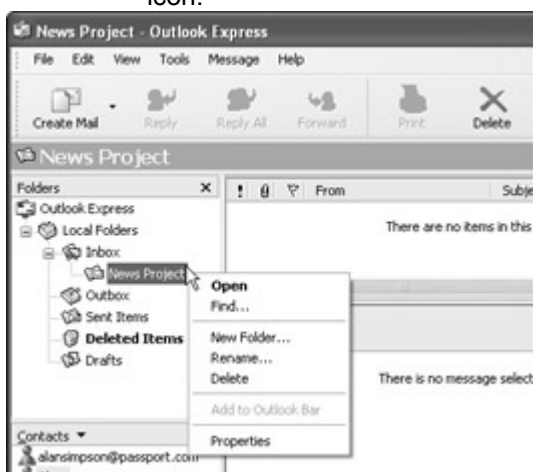 icon.
News Project - Outlook Express
File Edit View Tools Message Help
Create Mail Reply Reply All Forward Print Delete
News Project
Folders × ! From Subje
Outlook Express
There are no items in this
Local Folders
Inbox
News Project
Outbox
Sent Items
Deleted Items
Drafts
Open
Find...
New Folder...
Rename...
Delete
Add to Outlook Bar
Properties
There is no message select
Contacts
alansimpson@passport.com